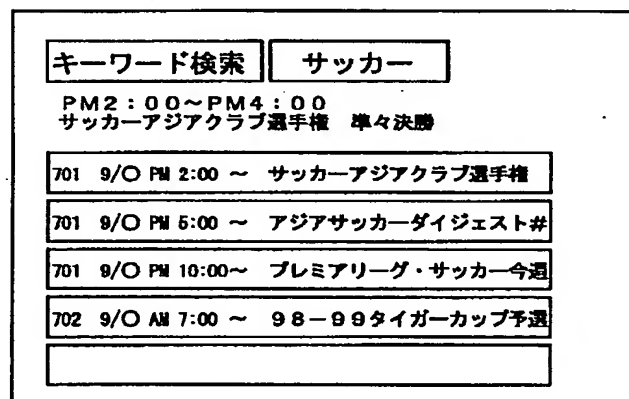 キーワード検索 サッカー
PM2:00~PM4:00
サッカーアジアクラブ選手権 準々決勝
701 9/〇 PM 2:00 ~ サッカーアジアクラブ選手権
701 9/〇 PM 5:00 ~ アジアサッカーダイジェスト#
701 9/〇 PM 10:00~ プレミアリーグ・サッカー今週
702 9/〇 AM 7:00 ~ 98-99タイガーカップ予選